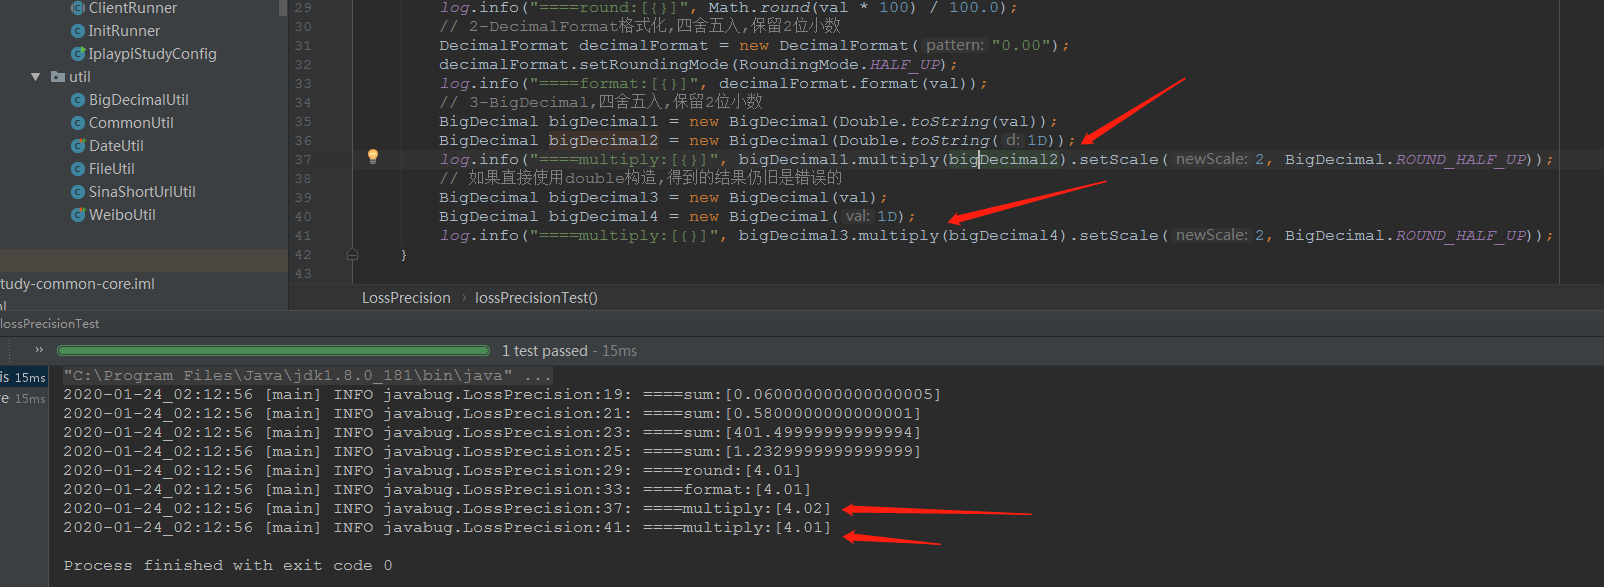 ClientRunner
InitRunner
IplaypiStudyConfig
util
BigDecimalUtil
CommonUtil
DateUtil
FileUtil
SinaShortUrlUtil
WeiboUtil
tudy-common-core.iml
29 log.info("====round:[{}]", Math.round(val * 100) / 100.0);
30 // 2-DecimalFormat格式化,四舍五入,保留2位小数
31 DecimalFormat decimalFormat = new DecimalFormat( pattern: "0.00");
32 decimalFormat.setRoundingMode(RoundingMode.HALF_UP);
33 log.info("====format:[{}]", decimalFormat.format(val));
34 // 3-BigDecimal,四舍五入,保留2位小数
35 BigDecimal bigDecimal1 = new BigDecimal(Double.toString(val));
36 BigDecimal bigDecimal2 = new BigDecimal(Double.toString( d: 1D));
37 log.info("====multiply:[{}]", bigDecimal1.multiply(bigDecimal2).setScale( newScale: 2, BigDecimal.ROUND_HALF_UP));
38 // 如果直接使用double构造,得到的结果仍旧是错误的
39 BigDecimal bigDecimal3 = new BigDecimal(val);
40 BigDecimal bigDecimal4 = new BigDecimal( val: 1D);
41 log.info("====multiply:[{}]", bigDecimal3.multiply(bigDecimal4).setScale( newScale: 2, BigDecimal.ROUND_HALF_UP));
42 }
43
LossPrecision › lossPrecisionTest()
lossPrecisionTest
» 1 test passed - 15ms
is 15ms
re 15ms
"C:\Program Files\Java\jdk1.8.0_181\bin\java" ...
2020-01-24_02:12:56 [main] INFO javabug.LossPrecision:19: ====sum:[0.060000000000000005]
2020-01-24_02:12:56 [main] INFO javabug.LossPrecision:21: ====sum:[0.5800000000000001]
2020-01-24_02:12:56 [main] INFO javabug.LossPrecision:23: ====sum:[401.49999999999994]
2020-01-24_02:12:56 [main] INFO javabug.LossPrecision:25: ====sum:[1.2329999999999999]
2020-01-24_02:12:56 [main] INFO javabug.LossPrecision:29: ====round:[4.01]
2020-01-24_02:12:56 [main] INFO javabug.LossPrecision:33: ====format:[4.01]
2020-01-24_02:12:56 [main] INFO javabug.LossPrecision:37: ====multiply:[4.02]
2020-01-24_02:12:56 [main] INFO javabug.LossPrecision:41: ====multiply:[4.01]
Process finished with exit code 0